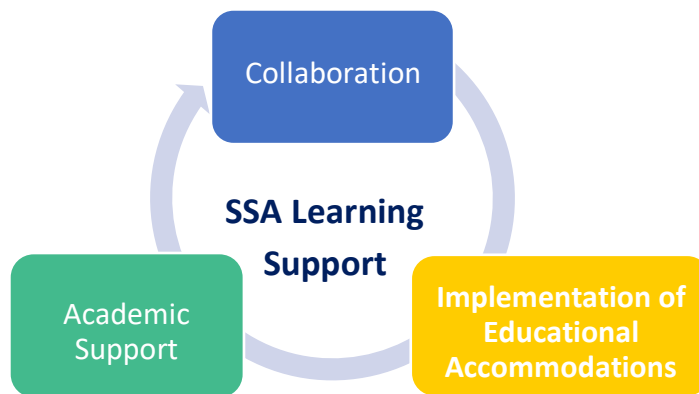 Collaboration
SSA Learning
Support
Academic
Support
Implementation of
Educational
Accommodations